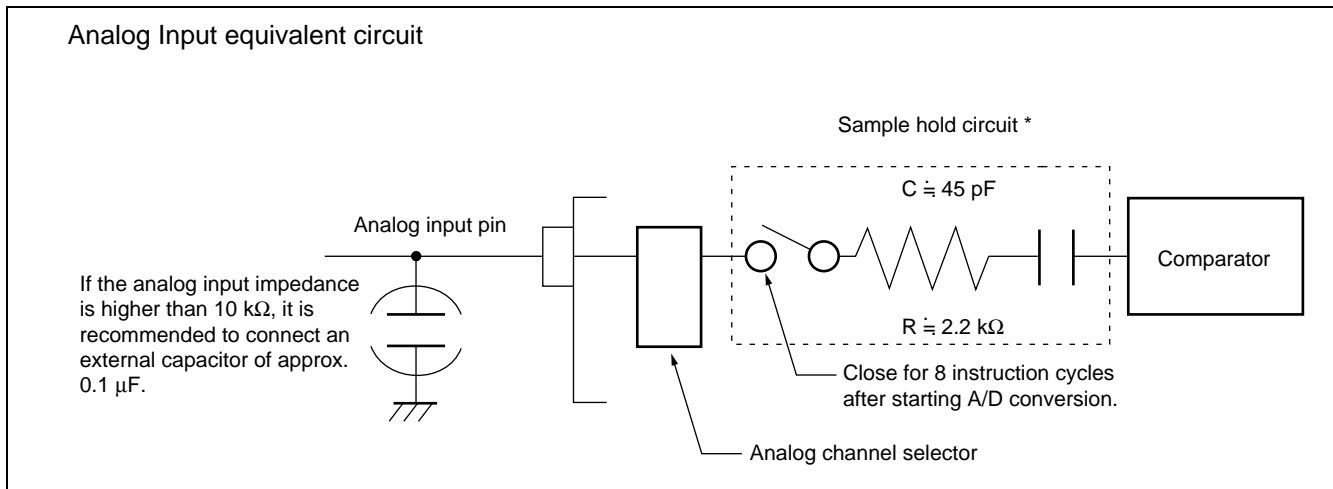 Analog Input equivalent circuit
Sample hold circuit *
C ≒ 45 pF
Analog input pin
Comparator
If the analog input impedance
is higher than 10 kΩ, it is
recommended to connect an
external capacitor of approx.
0.1 µF.
R ≒ 2.2 kΩ
Close for 8 instruction cycles
after starting A/D conversion.
Analog channel selector